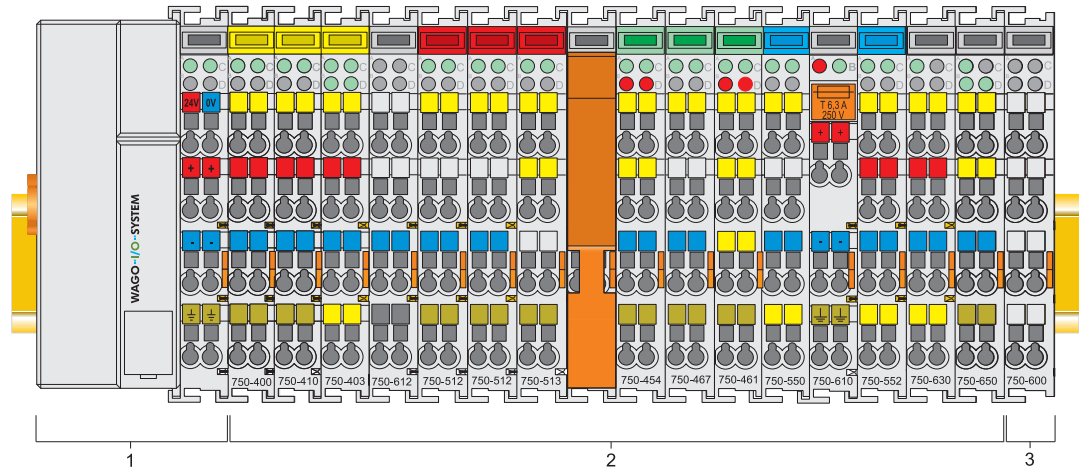 WAGO-I/O-SYSTEM
24V 0V
C C C C C C C C C C C C B C C C C
D D D D D D D D D D D D D D D D
T 6,3 A
250 V
+ +
+ +
- -
- -
750-400 750-410 750-403 750-612 750-512 750-512 750-513 750-454 750-467 750-461 750-550 750-610 750-552 750-630 750-650 750-600
1 2 3